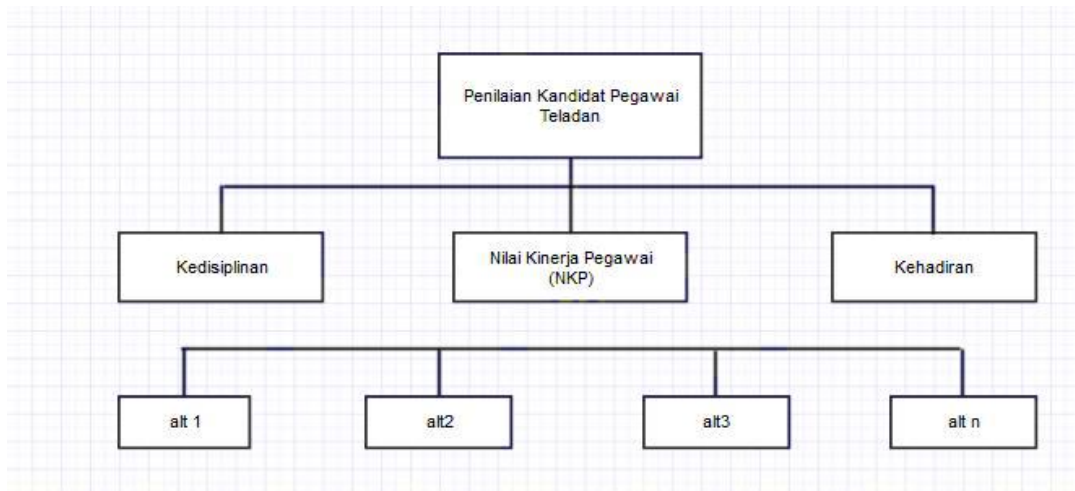 Penilaian Kandidat Pegawai
Teladan
Kedisiplinan
Nilai Kinerja Pegawai
(NKP)
Kehadiran
alt 1
alt2
alt3
alt n